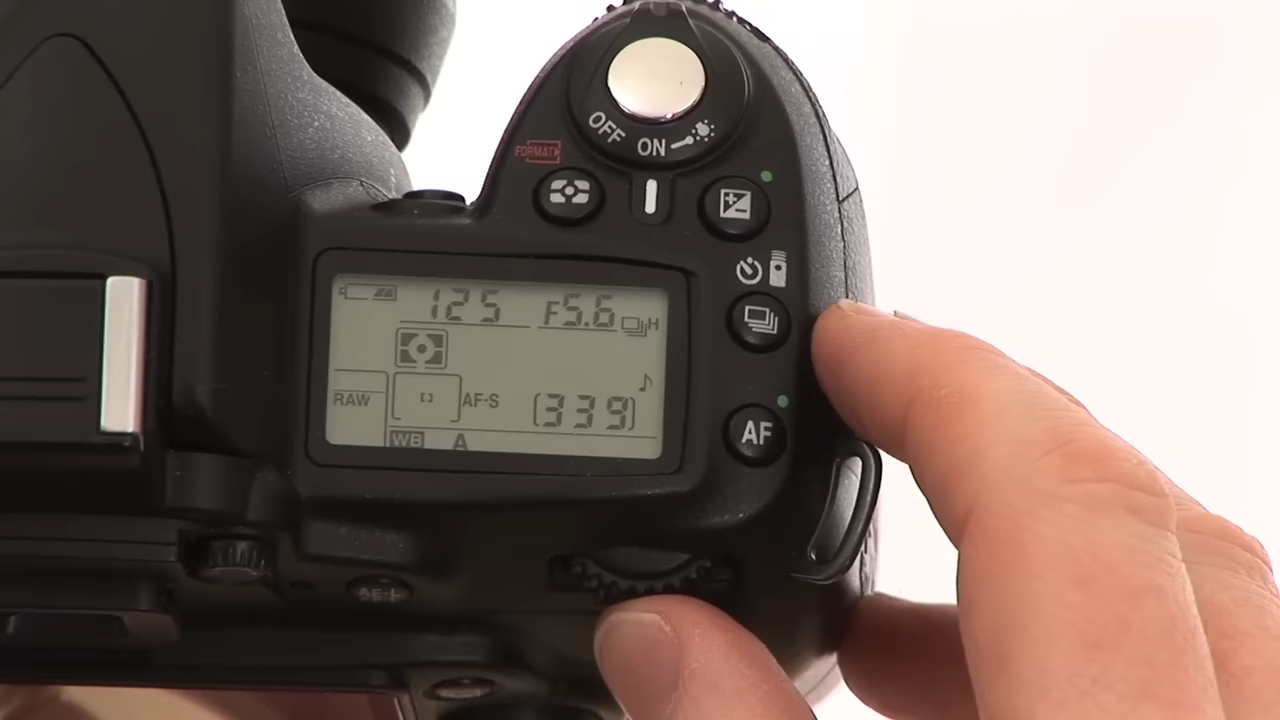 OFF
ON
FORMAT
125 F5.6
H
RAW
AF-S
[339]
WB A
AF
AE-L